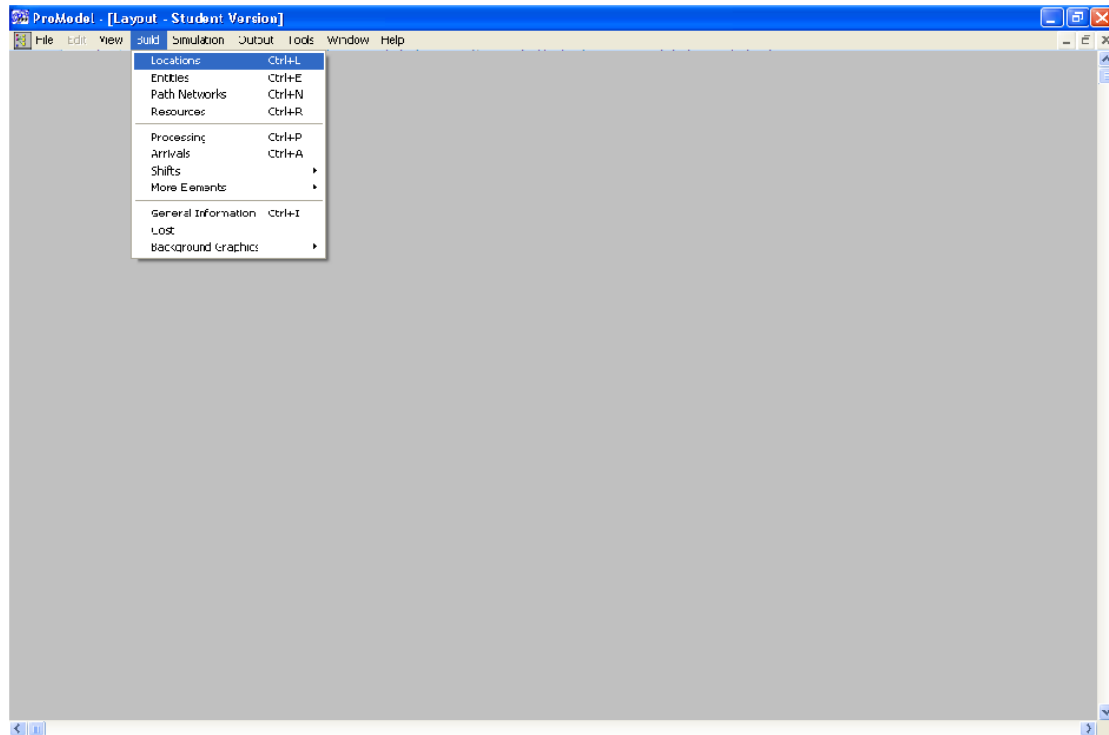 ProModel - [Layout - Student Version]
File Edit View Build Simulation Output Tools Window Help
Locations Ctrl+L
Entities Ctrl+E
Path Networks Ctrl+N
Resources Ctrl+R
Processing Ctrl+P
Arrivals Ctrl+A
Shifts
More Elements
General Information Ctrl+I
Cost
Background Graphics